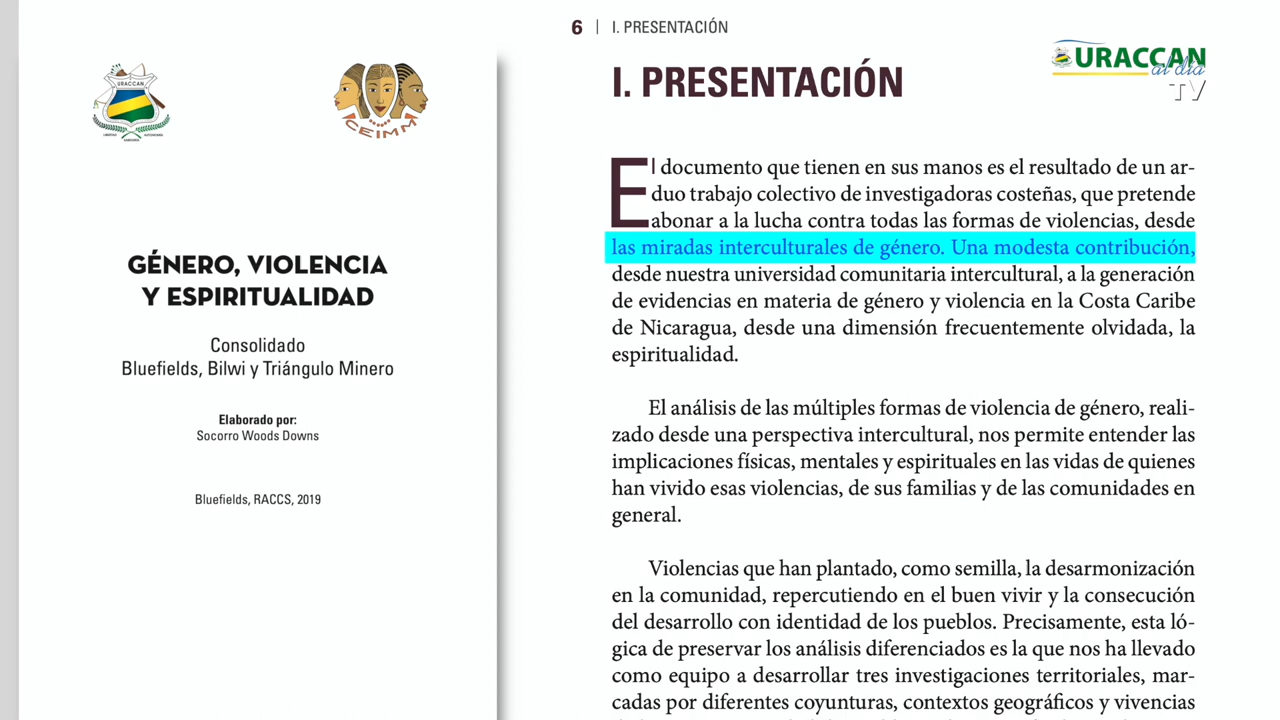 URACCAN
LIBERTAD
AUTONOMÍA
CEIMM
GÉNERO, VIOLENCIA
Y ESPIRITUALIDAD
Consolidado
Bluefields, Bilwi y Triángulo Minero
Elaborado por:
Socorro Woods Downs
Bluefields, RACCS, 2019
6 | I. PRESENTACIÓN
URACCAN
al día
TV
I. PRESENTACIÓN
El documento que tienen en sus manos es el resultado de un ar-
duo trabajo colectivo de investigadoras costeñas, que pretende
abonar a la lucha contra todas las formas de violencias, desde
las miradas interculturales de género. Una modesta contribución,
desde nuestra universidad comunitaria intercultural, a la generación
de evidencias en materia de género y violencia en la Costa Caribe
de Nicaragua, desde una dimensión frecuentemente olvidada, la
espiritualidad.
El análisis de las múltiples formas de violencia de género, reali-
zado desde una perspectiva intercultural, nos permite entender las
implicaciones físicas, mentales y espirituales en las vidas de quienes
han vivido esas violencias, de sus familias y de las comunidades en
general.
Violencias que han plantado, como semilla, la desarmonización
en la comunidad, repercutiendo en el buen vivir y la consecución
del desarrollo con identidad de los pueblos. Precisamente, esta ló-
gica de preservar los análisis diferenciados es la que nos ha llevado
como equipo a desarrollar tres investigaciones territoriales, mar-
cadas por diferentes coyunturas, contextos geográficos y vivencias